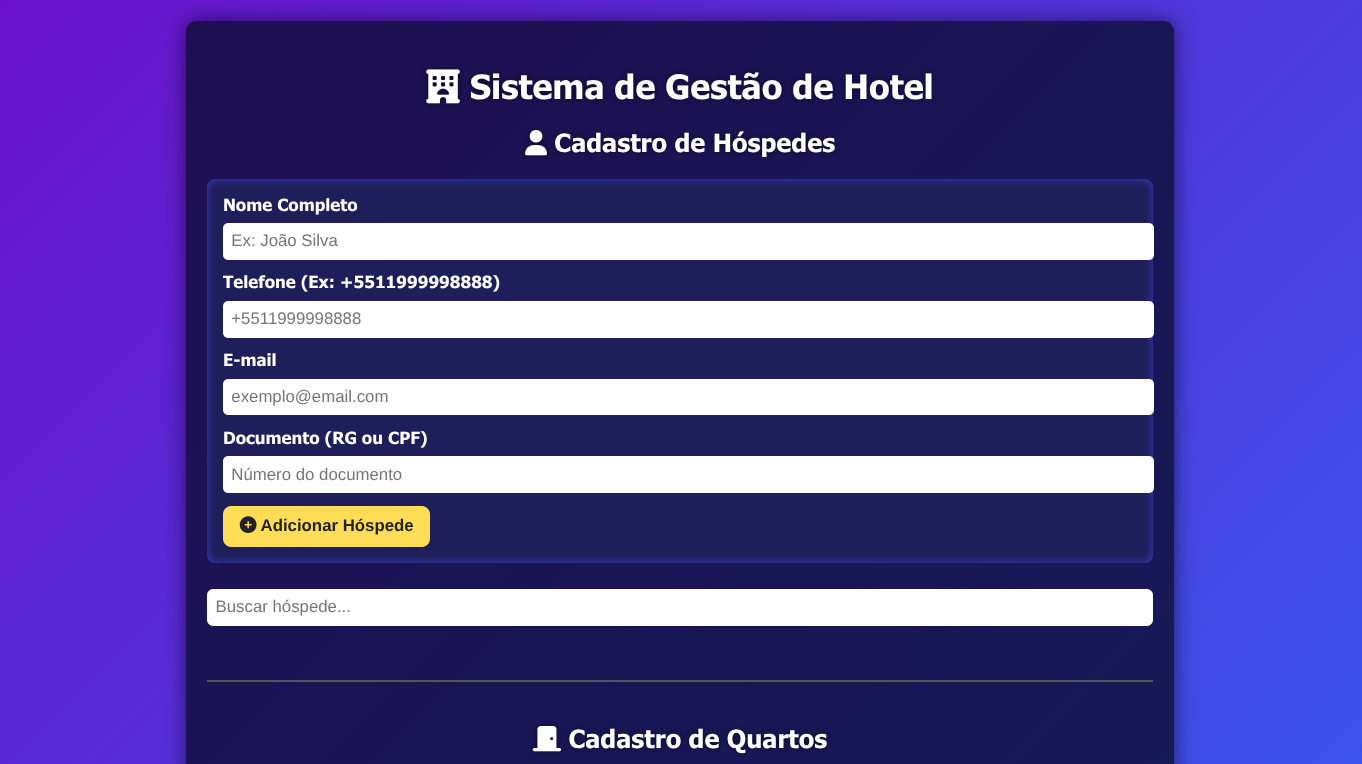 Sistema de Gestão de Hotel
Cadastro de Hóspedes
Nome Completo
Ex: João Silva
Telefone (Ex: +5511999998888)
+5511999998888
E-mail
exemplo@email.com
Documento (RG ou CPF)
Número do documento
Adicionar Hóspede
Buscar hóspede...
Cadastro de Quartos